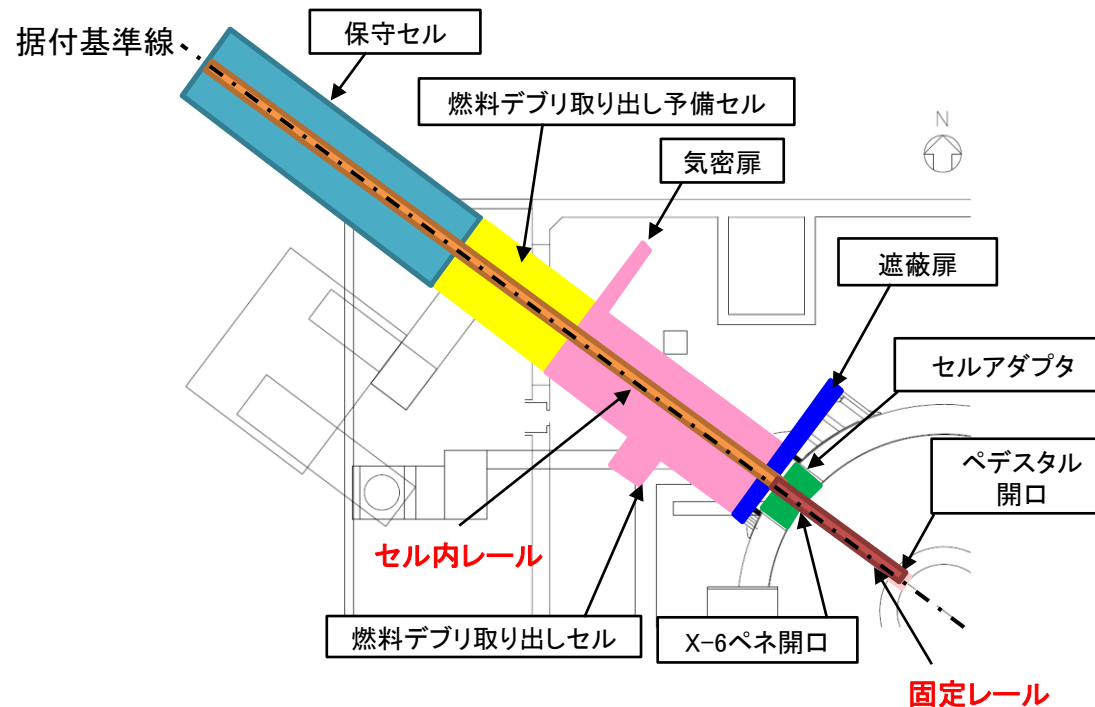 据付基準線
保守セル
燃料デブリ取り出し予備セル
気密扉
N
遮蔽扉
セルアダプタ
ペデスタル
開口
セル内レール
燃料デブリ取り出しセル
X-6ペネ開口
固定レール